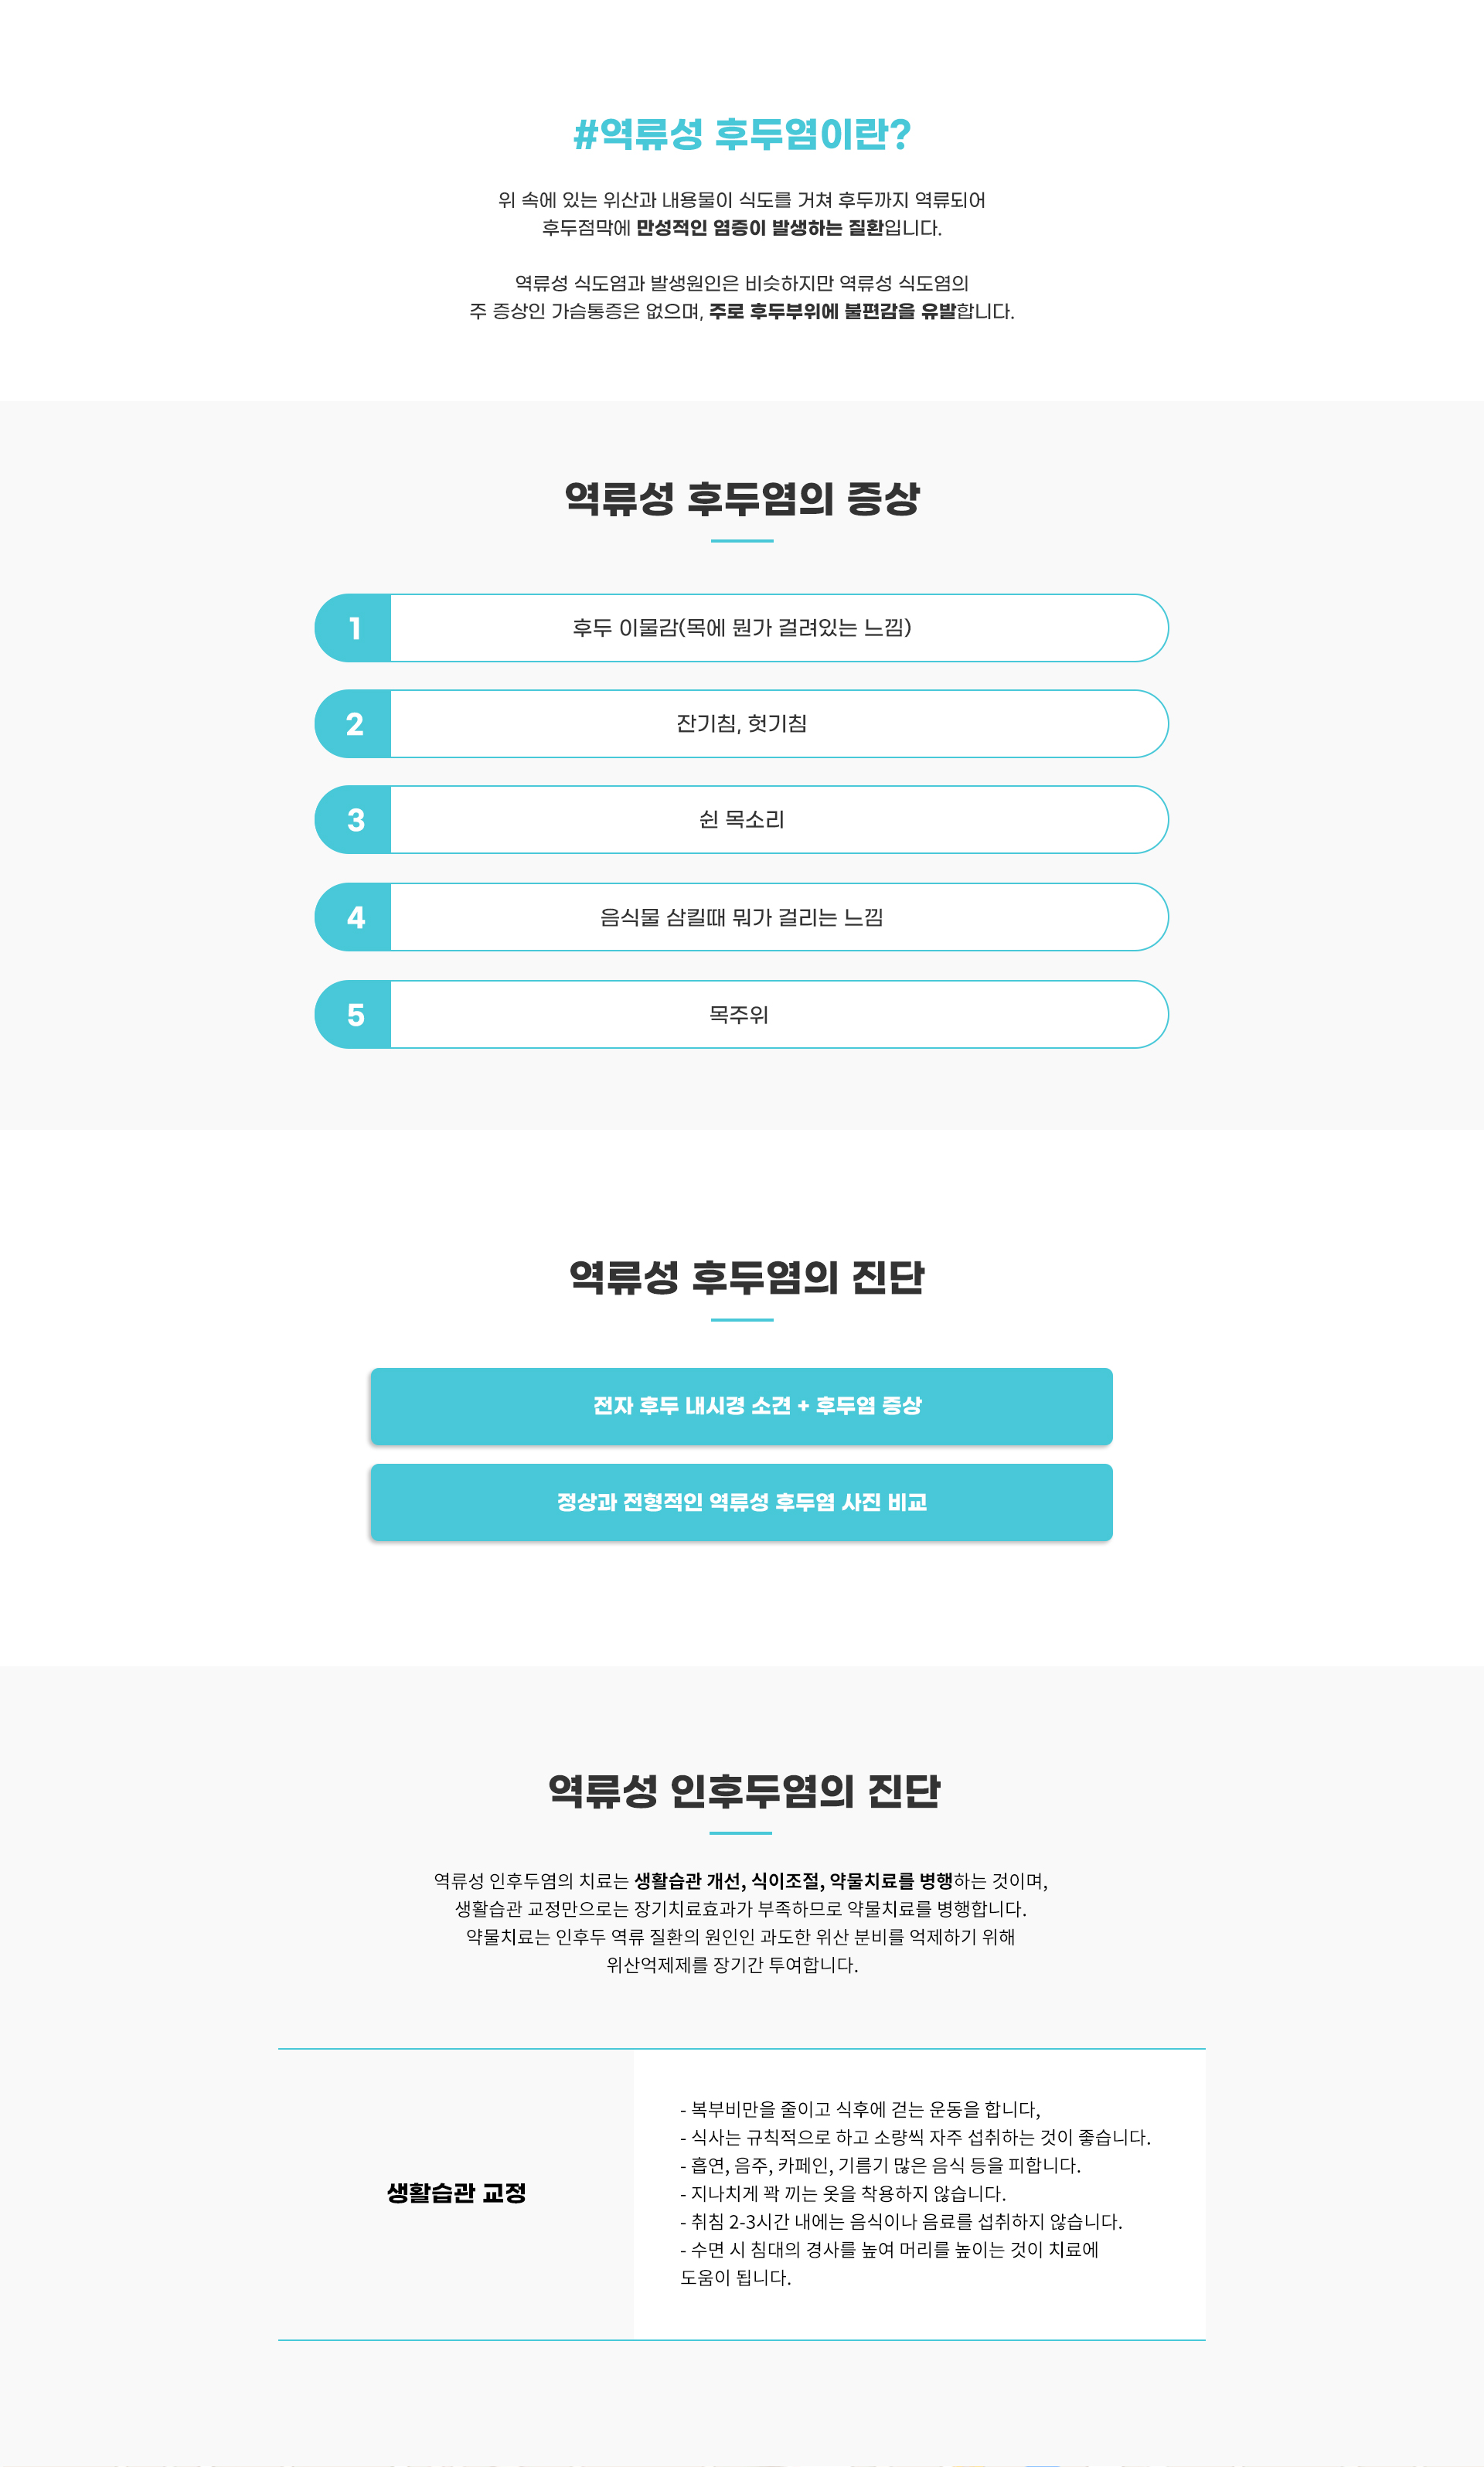 #역류성 후두염이란?
위 속에 있는 위산과 내용물이 식도를 거쳐 후두까지 역류되어
후두점막에 만성적인 염증이 발생하는 질환입니다.
역류성 식도염과 발생원인은 비슷하지만 역류성 식도염의
주 증상인 가슴통증은 없으며, 주로 후두부위에 불편감을 유발합니다.
역류성 후두염의 증상
1 후두 이물감(목에 뭔가 걸려있는 느낌)
2 잔기침, 헛기침
3 쉰 목소리
4 음식물 삼킬때 뭐가 걸리는 느낌
5 목주위
역류성 후두염의 진단
전자 후두 내시경 소견 + 후두염 증상
정상과 전형적인 역류성 후두염 사진 비교
역류성 인후두염의 진단
역류성 인후두염의 치료는 생활습관 개선, 식이조절, 약물치료를 병행하는 것이며,
생활습관 교정만으로는 장기치료효과가 부족하므로 약물치료를 병행합니다.
약물치료는 인후두 역류 질환의 원인인 과도한 위산 분비를 억제하기 위해
위산억제제를 장기간 투여합니다.
생활습관 교정
- 복부비만을 줄이고 식후에 걷는 운동을 합니다,
- 식사는 규칙적으로 하고 소량씩 자주 섭취하는 것이 좋습니다.
- 흡연, 음주, 카페인, 기름기 많은 음식 등을 피합니다.
- 지나치게 꽉 끼는 옷을 착용하지 않습니다.
- 취침 2-3시간 내에는 음식이나 음료를 섭취하지 않습니다.
- 수면 시 침대의 경사를 높여 머리를 높이는 것이 치료에
도움이 됩니다.